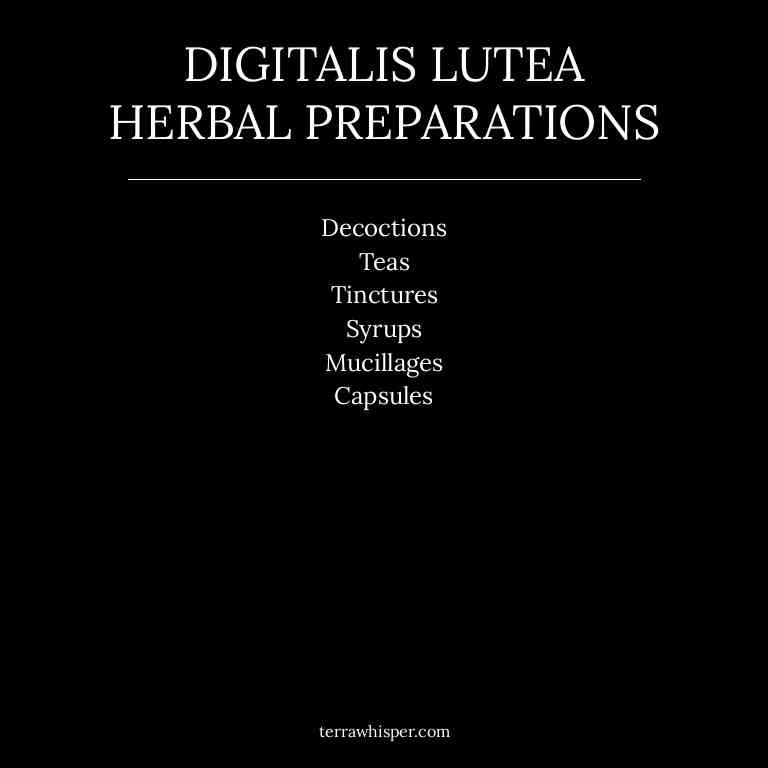 DIGITALIS LUTEA
HERBAL PREPARATIONS
Decoctions
Teas
Tinctures
Syrups
Mucillages
Capsules
terrawhisper.com